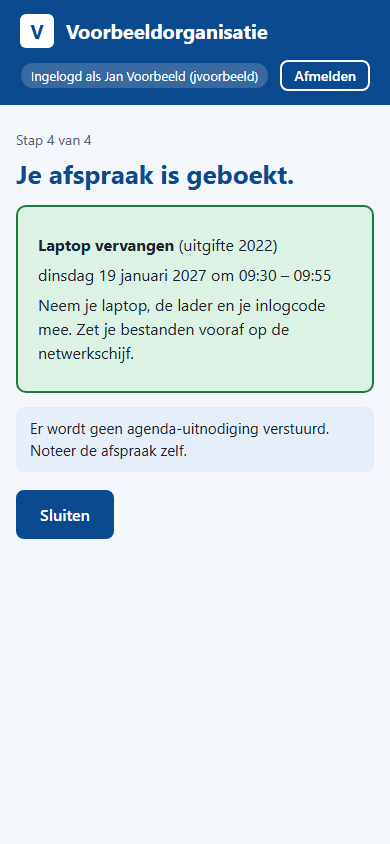 V
Voorbeeldorganisatie
Ingelogd als Jan Voorbeeld (jvoorbeeld)
Afmelden
Stap 4 van 4
Je afspraak is geboekt.
Laptop vervangen (uitgifte 2022)
dinsdag 19 januari 2027 om 09:30 – 09:55
Neem je laptop, de lader en je inlogcode
mee. Zet je bestanden vooraf op de
netwerkschijf.
Er wordt geen agenda-uitnodiging verstuurd.
Noteer de afspraak zelf.
Sluiten